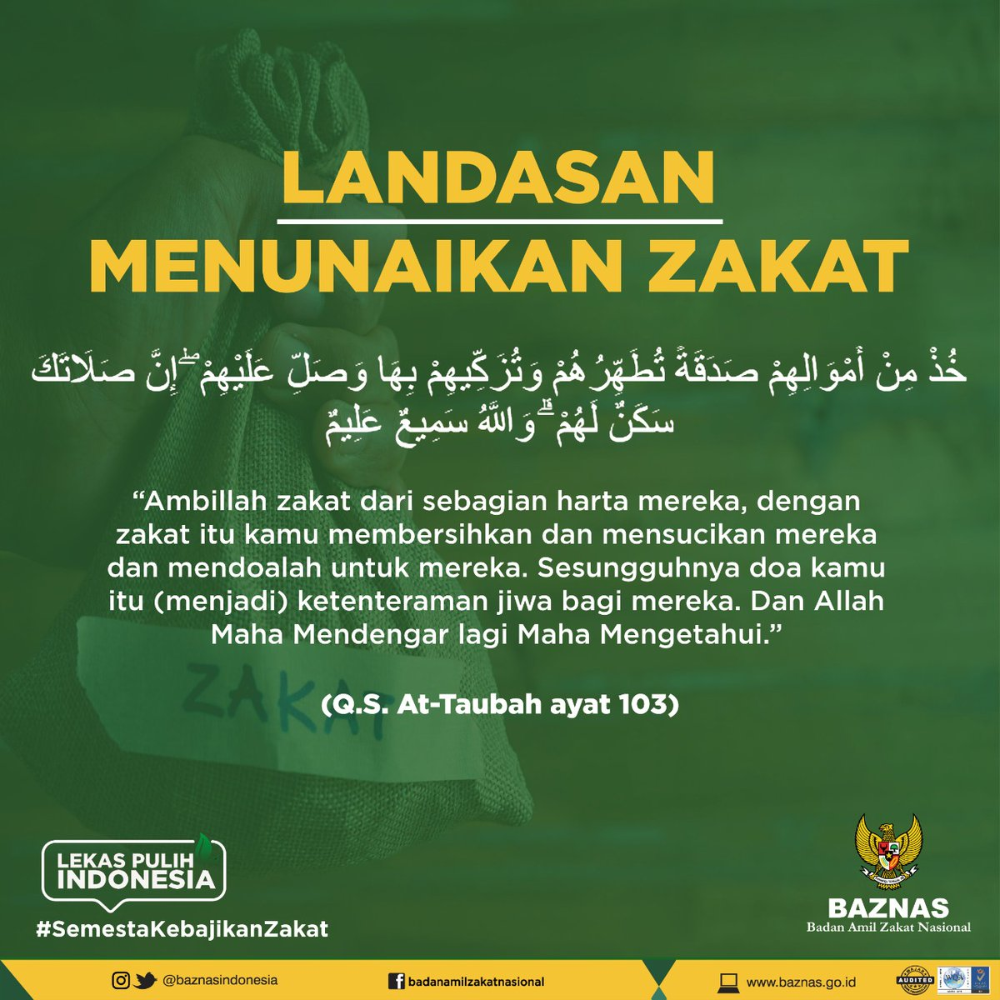 LANDASAN
MENUNAIKAN ZAKAT
خُذْ مِنْ أَمْوَالِهِمْ صَدَقَةً تُطَهِّرُهُمْ وَتُزَكِّيهِمْ بِهَا وَصَلِّ عَلَيْهِمْ ۖ إِنَّ صَلَاتَكَ
سَكَنٌ لَهُمْ ۗ وَاللَّهُ سَمِيعٌ عَلِيمٌ
“Ambillah zakat dari sebagian harta mereka, dengan
zakat itu kamu membersihkan dan mensucikan mereka
dan mendoalah untuk mereka. Sesungguhnya doa kamu
itu (menjadi) ketenteraman jiwa bagi mereka. Dan Allah
Maha Mendengar lagi Maha Mengetahui.”
ZAKAT
(Q.S. At-Taubah ayat 103)
LEKAS PULIH
INDONESIA
#SemestaKebajikanZakat
BAZNAS
Badan Amil Zakat Nasional
@baznasindonesia
badanamilzakatnasional
www.baznas.go.id
AUDITED
WQA